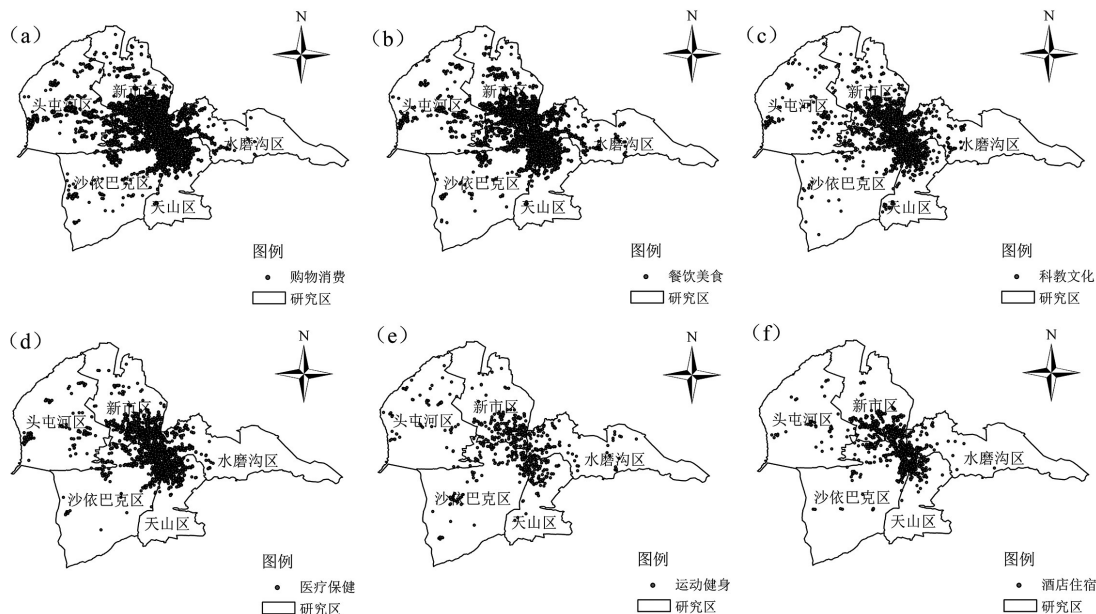 (a)
N
新市区
头屯河区
水磨沟区
沙依巴克区
天山区
图例
购物消费
研究区
(b)
N
新市区
头屯河区
水磨沟区
沙依巴克区
天山区
图例
餐饮美食
研究区
(c)
N
新市区
头屯河区
水磨沟区
沙依巴克区
天山区
图例
科教文化
研究区
(d)
N
新市区
头屯河区
水磨沟区
沙依巴克区
天山区
图例
医疗保健
研究区
(e)
N
新市区
头屯河区
水磨沟区
沙依巴克区
天山区
图例
运动健身
研究区
(f)
N
新市区
头屯河区
水磨沟区
沙依巴克区
天山区
图例
酒店住宿
研究区